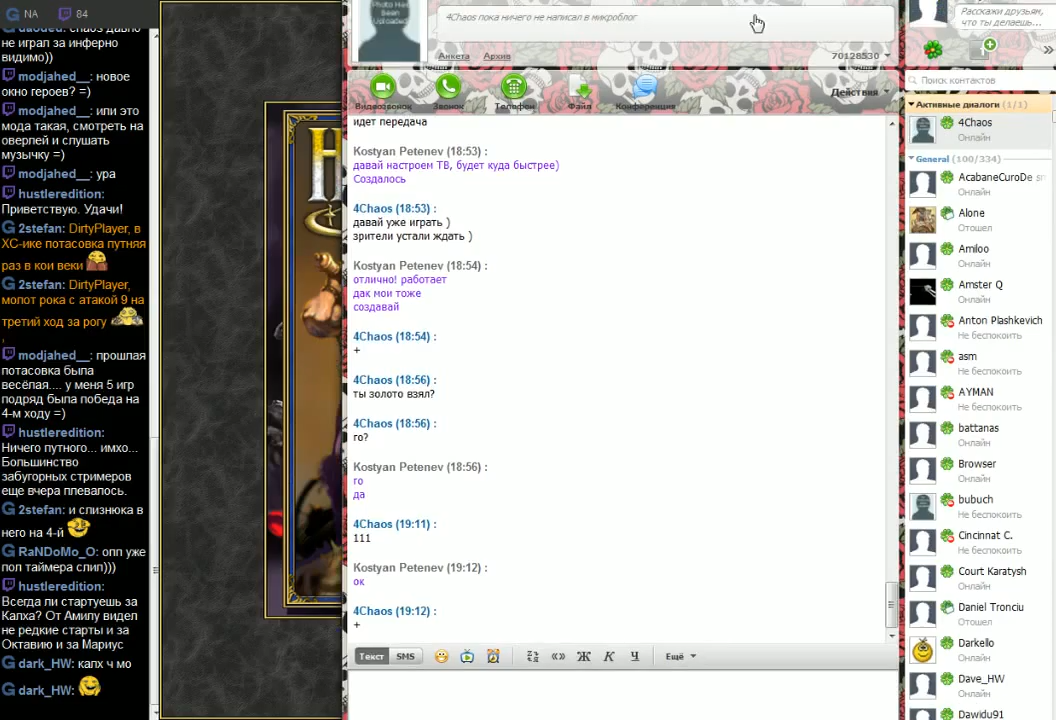 NA 84
daoded: chaos давно
не играл за инферно
видимо))
modjahed__: новое
окно героев? =)
modjahed__: или это
мода такая, смотреть на
оверлей и слушать
музычку =)
modjahed__: ура
hustleredition:
Приветствую. Удачи!
2stefan: DirtyPlayer, в
ХС-ике потасовка путняя
раз в кои веки
2stefan: DirtyPlayer,
молот рока с атакой 9 на
третий ход за рогу
,
modjahed__: прошлая
потасовка была
весёлая.... у меня 5 игр
подряд была победа на
4-м ходу =)
hustleredition:
Ничего путного... имхо...
Большинство
забугорных стримеров
еще вчера плевалось.
2stefan: и слизнюка в
него на 4-й
RaNDoMo_O: опп уже
пол таймера слип)))
hustleredition:
Всегда ли стартуешь за
Калха? От Амилу видел
не редкие старты и за
Октавию и за Мариус
dark_HW: калх ч мо
dark_HW:
Photo Has
Been
Uploaded
4Chaos пока ничего не написал в микроблог
Анкета Архив
70128530
Видеозвонок Звонок Телефон Файл Конференция
Действия
идет передача
Kostyan Petenev (18:53) :
давай настроем ТВ, будет куда быстрее)
Создалось
4Chaos (18:53) :
давай уже играть )
зрители устали ждать )
Kostyan Petenev (18:54) :
отлично! работает
дак мои тоже
создавай
4Chaos (18:54) :
+
4Chaos (18:56) :
ты золото взял?
4Chaos (18:56) :
го?
Kostyan Petenev (18:56) :
го
да
4Chaos (19:11) :
111
Kostyan Petenev (19:12) :
ок
4Chaos (19:12) :
+
Текст SMS
Ж К Ч Ещё
Расскажи друзьям,
что ты делаешь...
Поиск контактов
Активные диалоги (1/1)
4Chaos
Онлайн
General (100/334)
AcabaneCuroDe
Онлайн
Alone
Отошел
Amiloo
Онлайн
Amster Q
Онлайн
Anton Plashkevich
Не беспокоить
asm
Не беспокоить
AYMAN
Не беспокоить
battanas
Онлайн
Browser
Онлайн
bubuch
Не беспокоить
Cincinnat C.
Не беспокоить
Court Karatysh
Онлайн
Daniel Tronciu
Отошел
Darkello
Онлайн
Dave_HW
Онлайн
Dawidu91